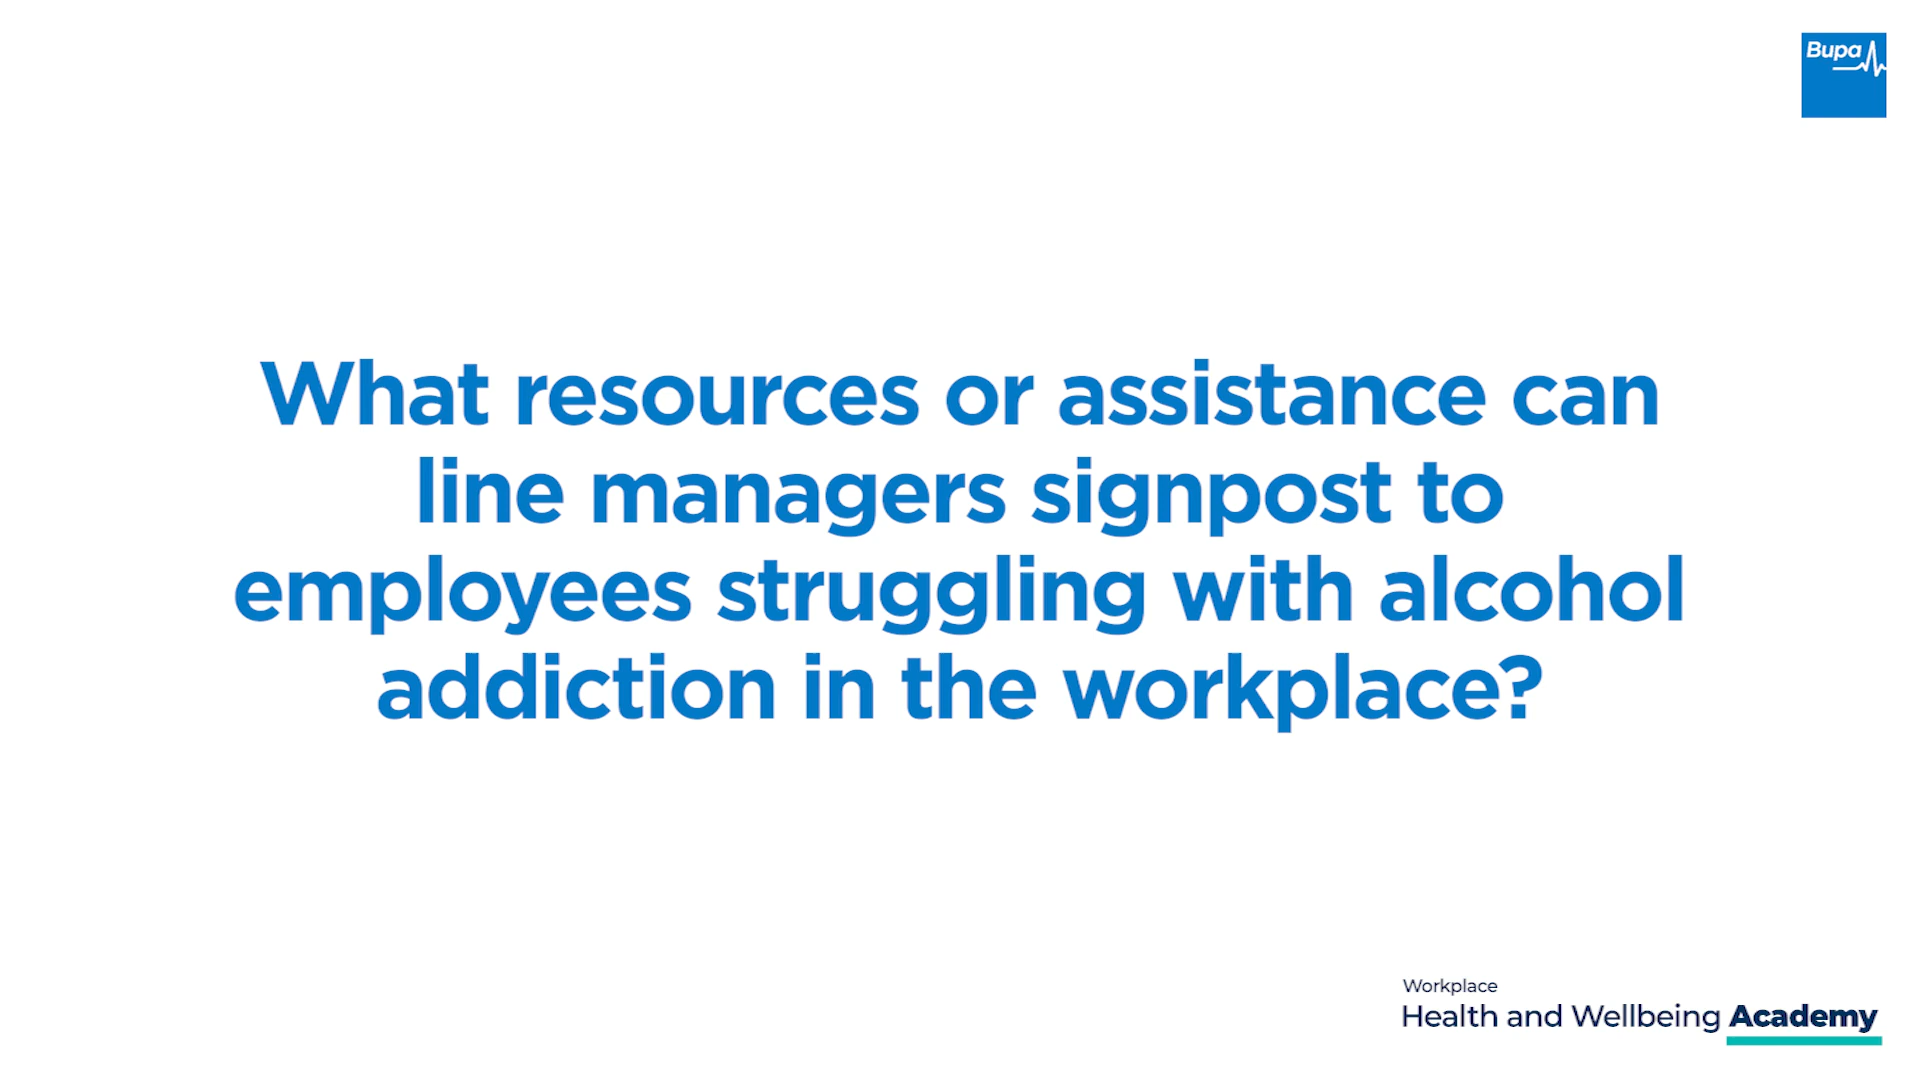 Bupa
What resources or assistance can
line managers signpost to
employees struggling with alcohol
addiction in the workplace?
Workplace
Health and Wellbeing Academy